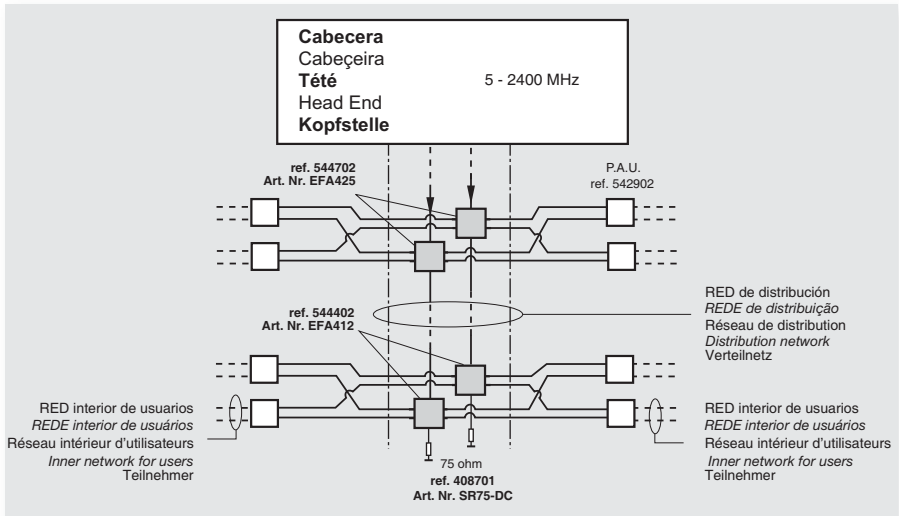 Cabecera
Cabeçeira
Tété
5 - 2400 MHz
Head End
Kopfstelle
ref. 544702
Art. Nr. EFA425
P.A.U.
ref. 542902
ref. 544402
Art. Nr. EFA412
RED de distribución
REDE de distribuição
Réseau de distribution
Distribution network
Verteilnetz
RED interior de usuarios
REDE interior de usuários
Réseau intérieur d'utilisateurs
Inner network for users
Teilnehmer
75 ohm
ref. 408701
Art. Nr. SR75-DC
RED interior de usuarios
REDE interior de usuários
Réseau intérieur d'utilisateurs
Inner network for users
Teilnehmer